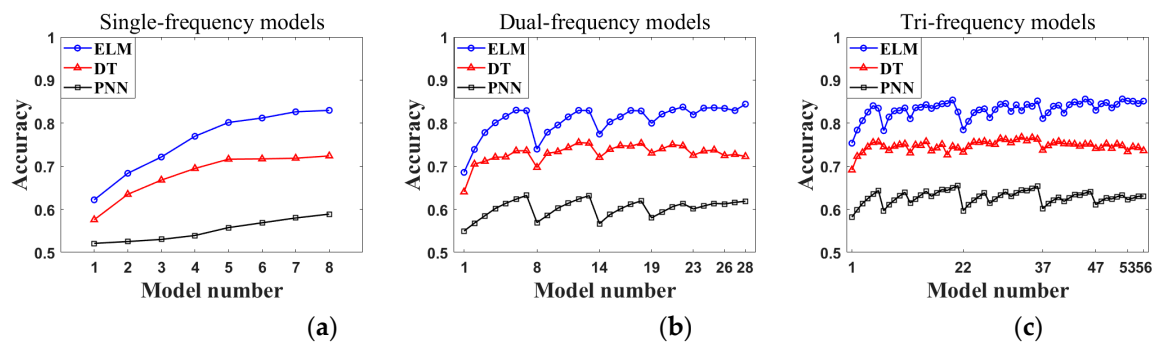 Single-frequency models
1
0.9
0.8
0.7
0.6
0.5
Accuracy
ELM
DT
PNN
1 2 3 4 5 6 7 8
Model number
(a)
Dual-frequency models
1
0.9
0.8
0.7
0.6
0.5
Accuracy
ELM
DT
PNN
1 8 14 19 23 26 28
Model number
(b)
Tri-frequency models
1
0.9
0.8
0.7
0.6
0.5
Accuracy
ELM
DT
PNN
1 22 37 47 5356
Model number
(c)